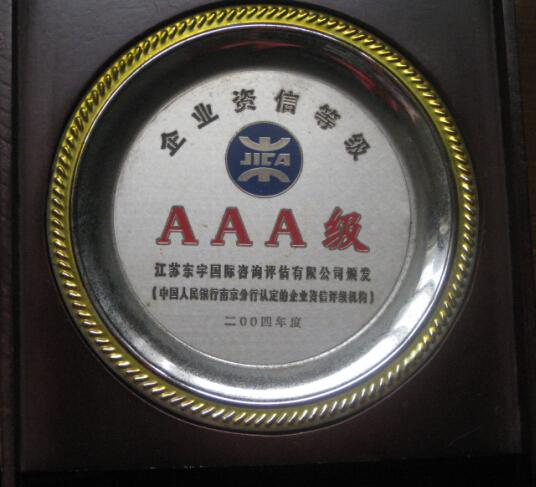 企业资信等级
JICA
AAA级
江苏东宇国际咨询评估有限公司颁发
(中国人民银行南京分行认定的企业资信评级机构)
二00四年度